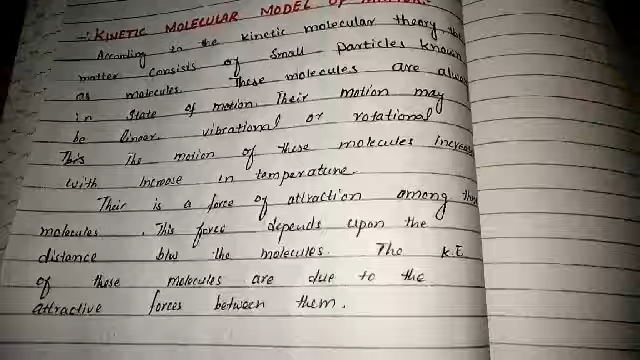 -: KINETIC MOLECULAR MODEL OF MATTER:-
According to the kinetic molecular theory the
matter consists of small particles known
as molecules. These molecules are always
in state of motion. Their motion may
be linear, vibrational or rotational
This the motion of these molecules increase
with increase in temperature.
Their is a force of attraction among
molecules. This force depends upon the
distance b/w the molecules. The K.E
of these molecules are due to the
attractive forces between them.